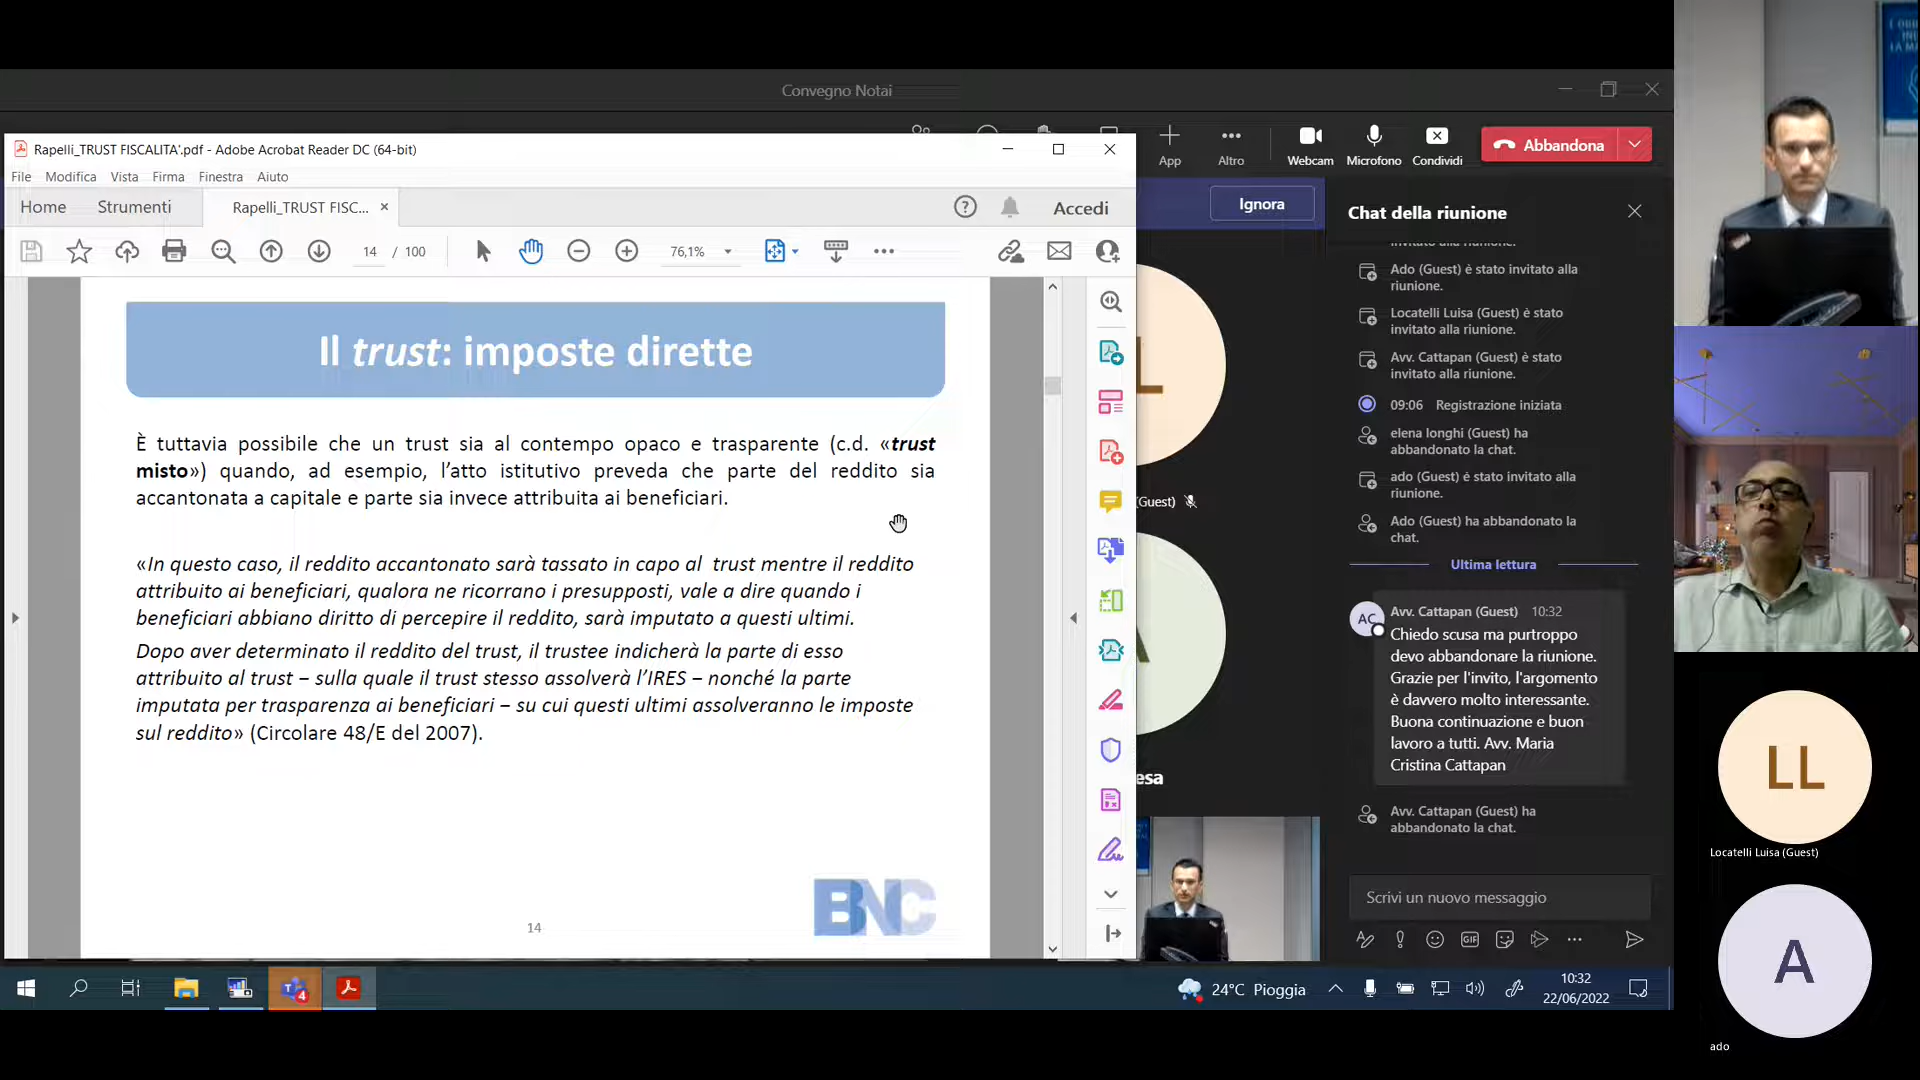 Convegno Notai
App
Altro
Webcam
Microfono
Condividi
Abbandona
Rapelli_TRUST FISCALITA'.pdf - Adobe Acrobat Reader DC (64-bit)
File Modifica Vista Firma Finestra Aiuto
Home Strumenti Rapelli_TRUST FISC... Accedi
14 / 100 76,1%
Ignora
Il trust: imposte dirette
È tuttavia possibile che un trust sia al contempo opaco e trasparente (c.d. «trust
misto») quando, ad esempio, l'atto istitutivo preveda che parte del reddito sia
accantonata a capitale e parte sia invece attribuita ai beneficiari.
«In questo caso, il reddito accantonato sarà tassato in capo al trust mentre il reddito
attribuito ai beneficiari, qualora ne ricorrano i presupposti, vale a dire quando i
beneficiari abbiano diritto di percepire il reddito, sarà imputato a questi ultimi.
Dopo aver determinato il reddito del trust, il trustee indicherà la parte di esso
attribuito al trust – sulla quale il trust stesso assolverà l'IRES – nonché la parte
imputata per trasparenza ai beneficiari – su cui questi ultimi assolveranno le imposte
sul reddito» (Circolare 48/E del 2007).
14
BNC
L
(Guest)
esa
Chat della riunione
invitato alla riunione.
Ado (Guest) è stato invitato alla
riunione.
Locatelli Luisa (Guest) è stato
invitato alla riunione.
Avv. Cattapan (Guest) è stato
invitato alla riunione.
09:06 Registrazione iniziata
elena longhi (Guest) ha
abbandonato la chat.
ado (Guest) è stato invitato alla
riunione.
Ado (Guest) ha abbandonato la
chat.
Ultima lettura
AC
Avv. Cattapan (Guest) 10:32
Chiedo scusa ma purtroppo
devo abbandonare la riunione.
Grazie per l'invito, l'argomento
è davvero molto interessante.
Buona continuazione e buon
lavoro a tutti. Avv. Maria
Cristina Cattapan
Avv. Cattapan (Guest) ha
abbandonato la chat.
Scrivi un nuovo messaggio
GIF
4
24°C Pioggia
10:32
22/06/2022
LL
Locatelli Luisa (Guest)
A
ado